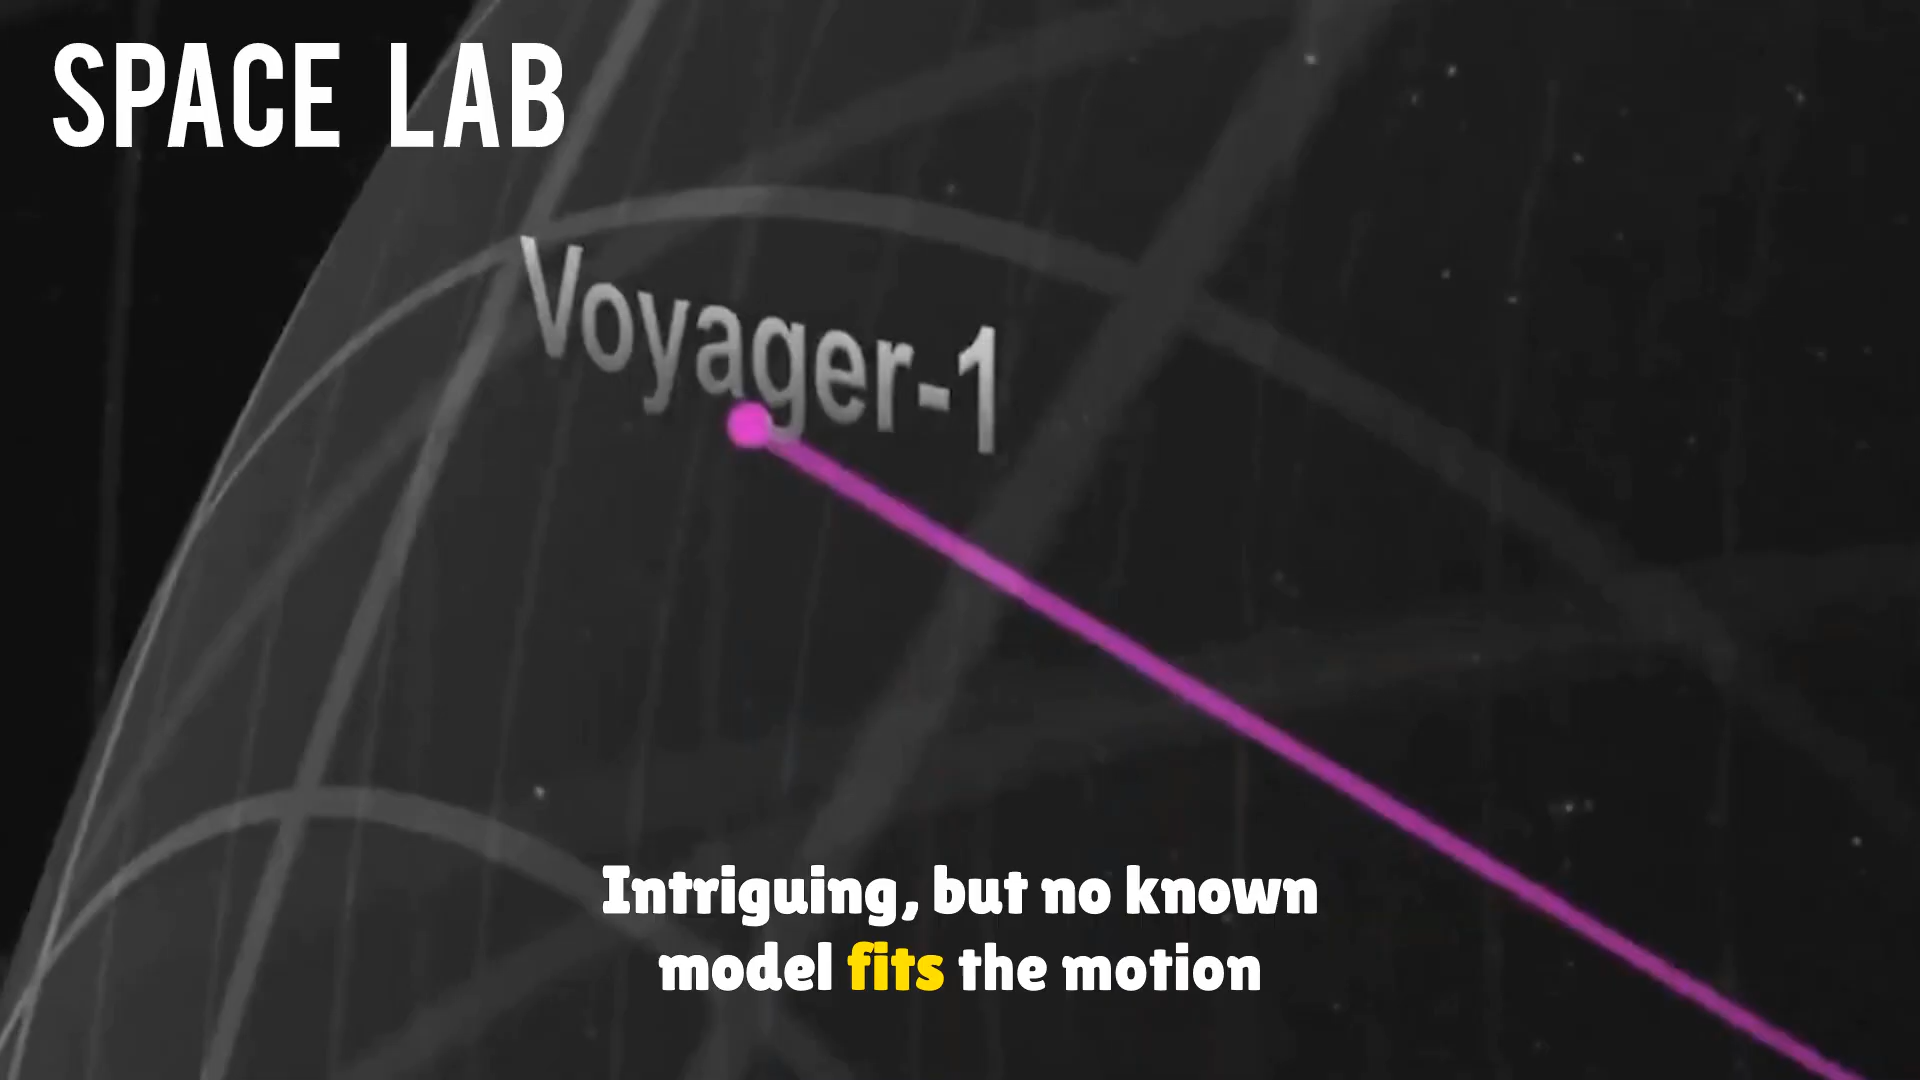 SPACE LAB
Voyager-1
Intriguing, but no known
model fits the motion